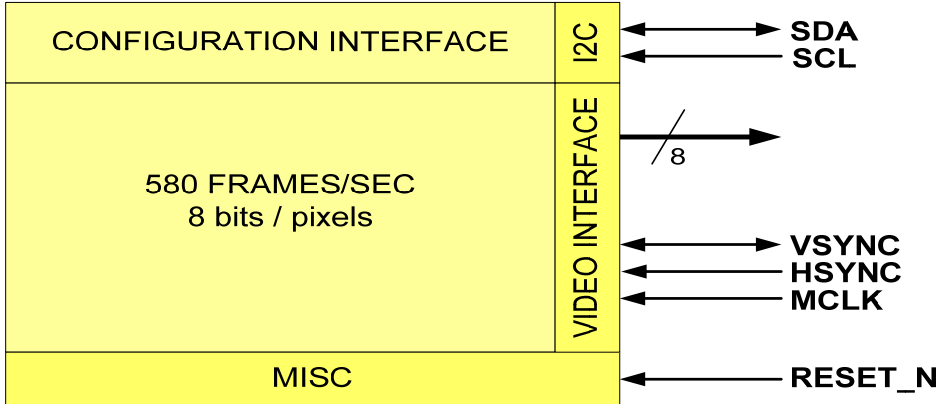 CONFIGURATION INTERFACE
I2C
SDA
SCL
580 FRAMES/SEC
8 bits / pixels
VIDEO INTERFACE
8
VSYNC
HSYNC
MCLK
MISC
RESET_N